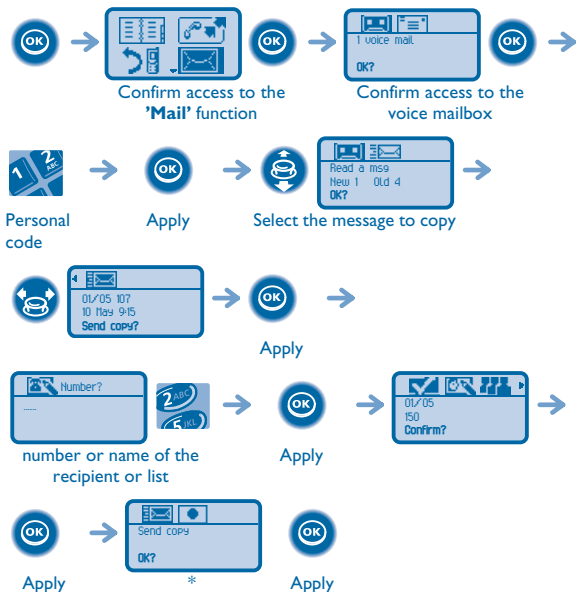 OK
OK
1 voice mail
OK?
OK
Confirm access to the
'Mail' function
Confirm access to the
voice mailbox
1 2 ABC
OK
Read a msg
New 1 Old 4
OK?
Personal
code
Apply
Select the message to copy
01/05 107
10 May 9:15
Send copy?
OK
Apply
Number?
----
2 ABC
5 JKL
OK
01/05
150
Confirm?
number or name of the
recipient or list
Apply
OK
Send copy
OK?
OK
Apply
*
Apply